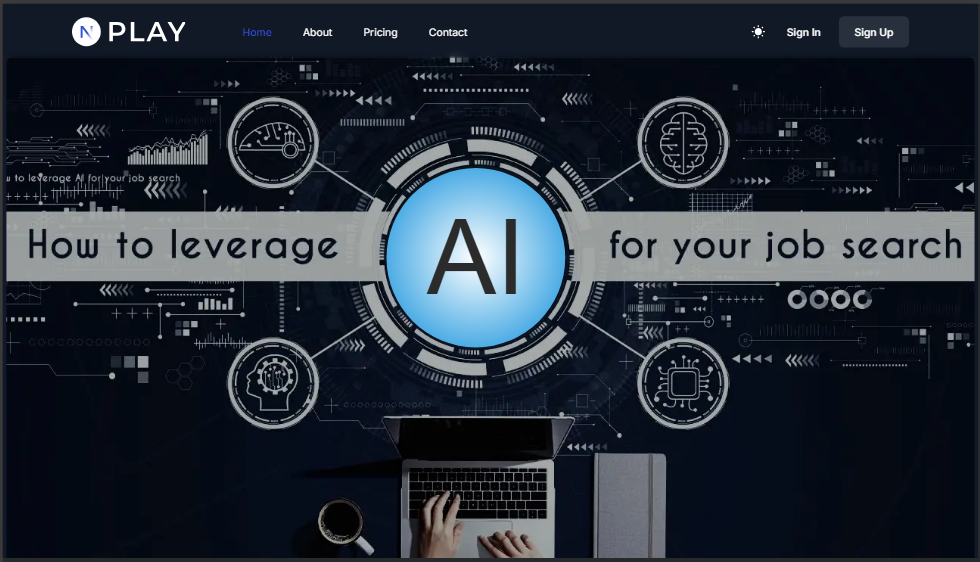 N PLAY Home About Pricing Contact Sign In Sign Up
u to leverage AI for your job search
How to leverage AI for your job search